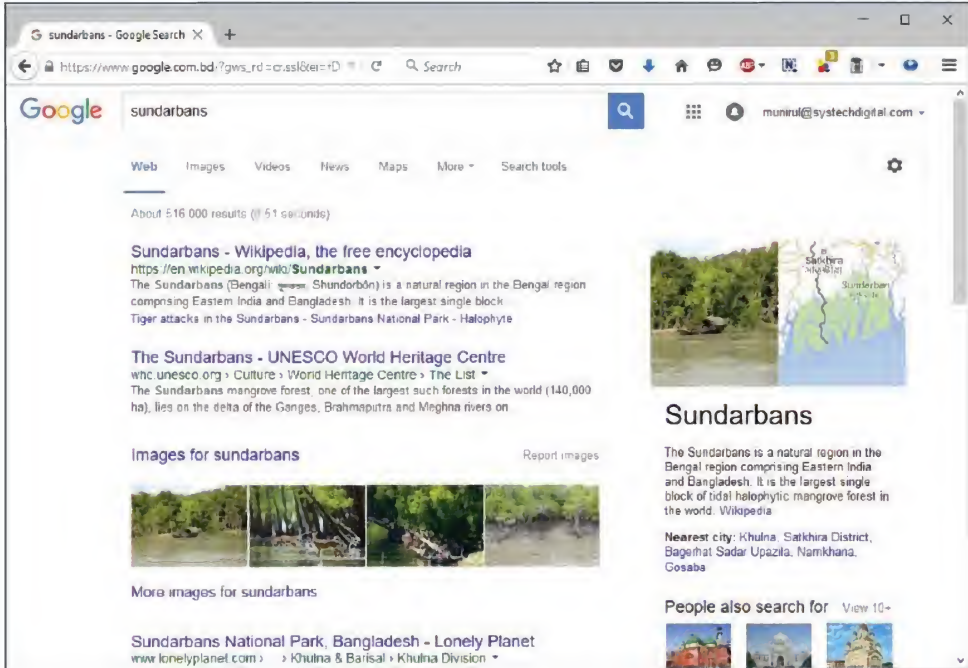 sundarbans - Google Search
https://www.google.com.bd/?gws_rd=cr,ssl&ei=fD
Search
Google
sundarbans
munirul@systechdigital.com
Web Images Videos News Maps More Search tools
About 516,000 results (0.51 seconds)
Sundarbans - Wikipedia, the free encyclopedia
https://en.wikipedia.org/wiki/Sundarbans
The Sundarbans (Bengali: Shundorbôn) is a natural region in the Bengal region
comprising Eastern India and Bangladesh. It is the largest single block
Tiger attacks in the Sundarbans - Sundarbans National Park - Halophyte
The Sundarbans - UNESCO World Heritage Centre
whc.unesco.org › Culture › World Heritage Centre › The List
The Sundarbans mangrove forest, one of the largest such forests in the world (140,000
ha), lies on the delta of the Ganges, Brahmaputra and Meghna rivers on
Images for sundarbans
Report images
More images for sundarbans
Sundarbans National Park, Bangladesh - Lonely Planet
www.lonelyplanet.com › › Khulna & Barisal › Khulna Division
Satkhira
Sundarban
Sundarbans
The Sundarbans is a natural region in the
Bengal region comprising Eastern India
and Bangladesh. It is the largest single
block of tidal halophytic mangrove forest in
the world. Wikipedia
Nearest city: Khulna, Satkhira District,
Bagerhat Sadar Upazila, Namkhana,
Gosaba
People also search for View 10+